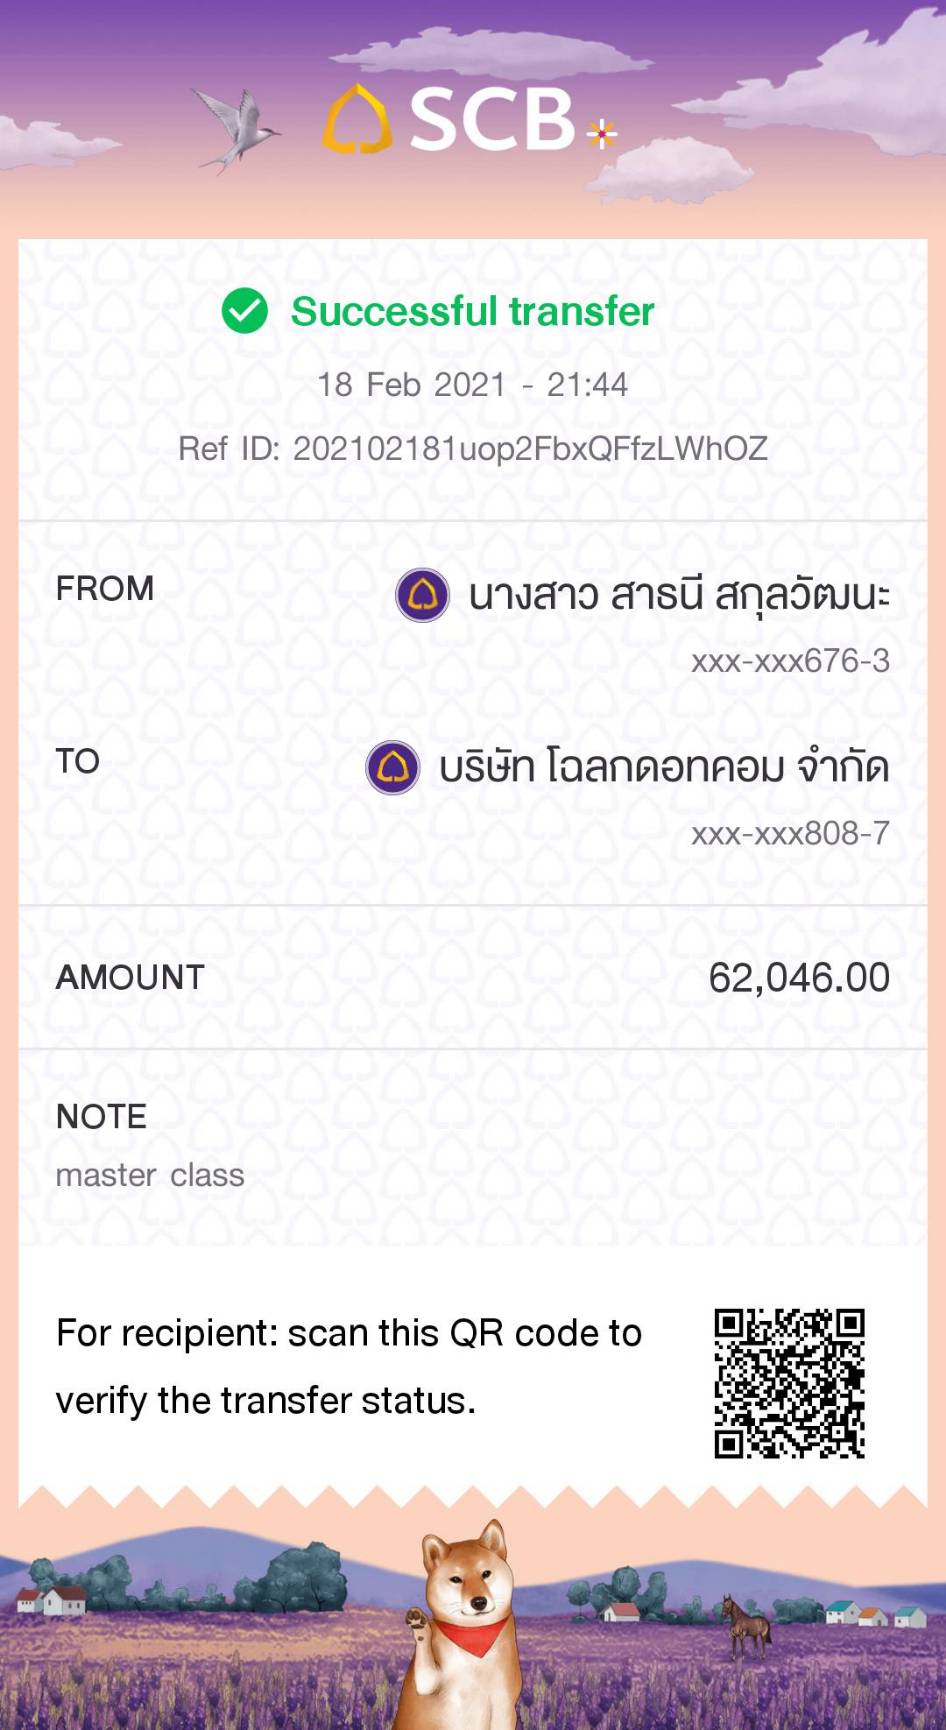 SCB
Successful transfer
18 Feb 2021 - 21:44
Ref ID: 202102181uop2FbxQFfzLWhOZ
FROM
นางสาว สาธนี สกุลวัฒนะ
xxx-xxx676-3
TO
บริษัท โฉลกดอทคอม จำกัด
xxx-xxx808-7
AMOUNT
62,046.00
NOTE
master class
For recipient: scan this QR code to
verify the transfer status.